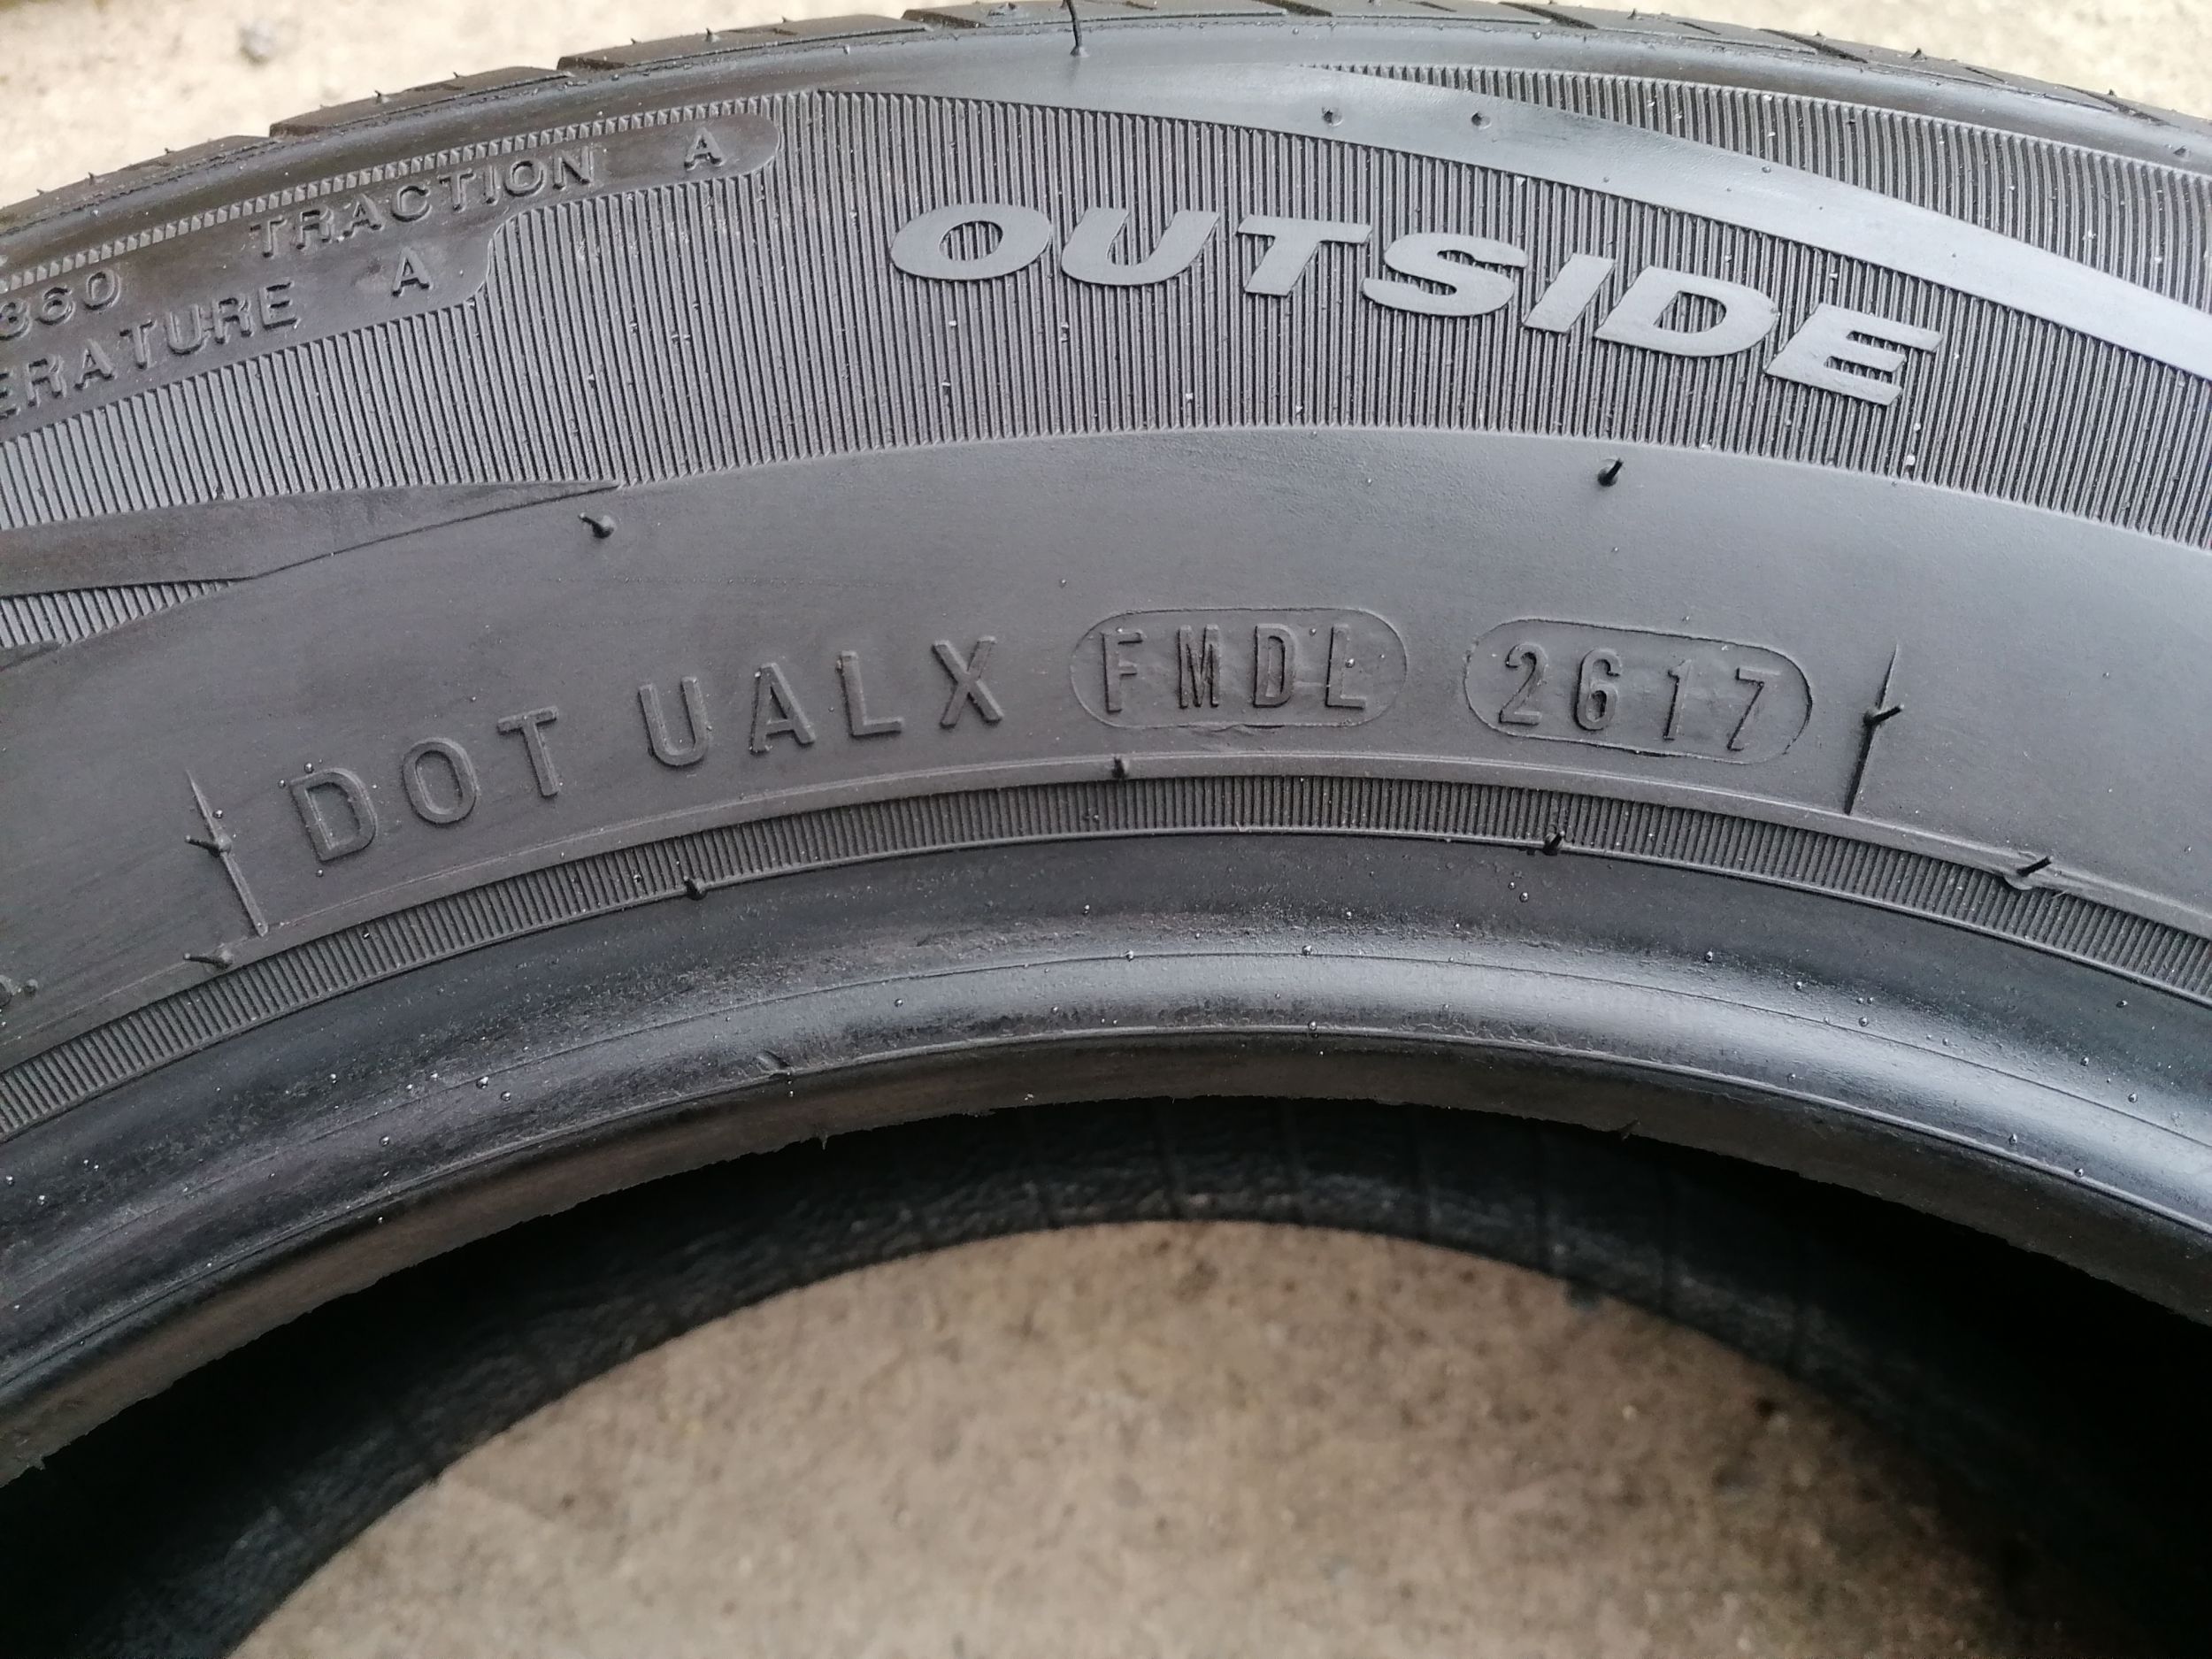 TRACTION A
360
ERATURE A
OUTSIDE
DOT UALX FMDL 2617